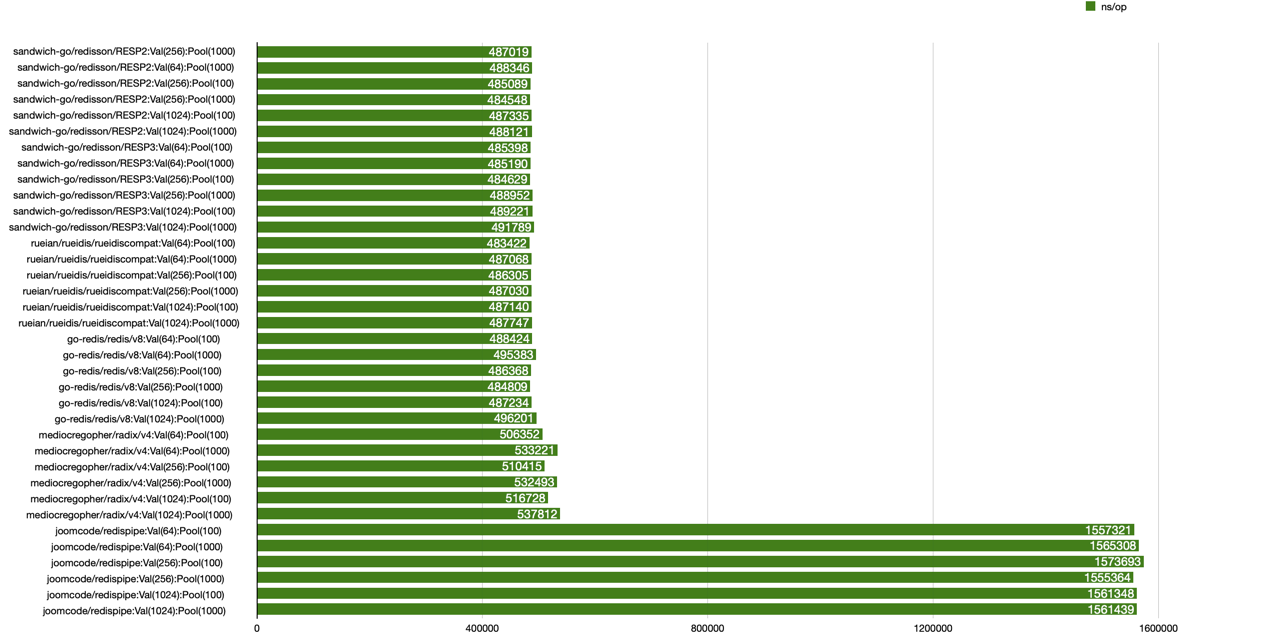 ns/op
sandwich-go/redisson/RESP2:Val(256):Pool(1000) 487019
sandwich-go/redisson/RESP2:Val(64):Pool(1000) 488346
sandwich-go/redisson/RESP2:Val(256):Pool(100) 485089
sandwich-go/redisson/RESP2:Val(256):Pool(1000) 484548
sandwich-go/redisson/RESP2:Val(1024):Pool(100) 487335
sandwich-go/redisson/RESP2:Val(1024):Pool(1000) 488121
sandwich-go/redisson/RESP3:Val(64):Pool(100) 485398
sandwich-go/redisson/RESP3:Val(64):Pool(1000) 485190
sandwich-go/redisson/RESP3:Val(256):Pool(100) 484629
sandwich-go/redisson/RESP3:Val(256):Pool(1000) 488952
sandwich-go/redisson/RESP3:Val(1024):Pool(100) 489221
sandwich-go/redisson/RESP3:Val(1024):Pool(1000) 491789
rueian/rueidis/rueidiscompat:Val(64):Pool(100) 483422
rueian/rueidis/rueidiscompat:Val(64):Pool(1000) 487068
rueian/rueidis/rueidiscompat:Val(256):Pool(100) 486305
rueian/rueidis/rueidiscompat:Val(256):Pool(1000) 487030
rueian/rueidis/rueidiscompat:Val(1024):Pool(100) 487140
rueian/rueidis/rueidiscompat:Val(1024):Pool(1000) 487747
go-redis/redis/v8:Val(64):Pool(100) 488424
go-redis/redis/v8:Val(64):Pool(1000) 495383
go-redis/redis/v8:Val(256):Pool(100) 486368
go-redis/redis/v8:Val(256):Pool(1000) 484809
go-redis/redis/v8:Val(1024):Pool(100) 487234
go-redis/redis/v8:Val(1024):Pool(1000) 496201
mediocregopher/radix/v4:Val(64):Pool(100) 506352
mediocregopher/radix/v4:Val(64):Pool(1000) 533221
mediocregopher/radix/v4:Val(256):Pool(100) 510415
mediocregopher/radix/v4:Val(256):Pool(1000) 532493
mediocregopher/radix/v4:Val(1024):Pool(100) 516728
mediocregopher/radix/v4:Val(1024):Pool(1000) 537812
joomcode/redispipe:Val(64):Pool(100) 1557321
joomcode/redispipe:Val(64):Pool(1000) 1565308
joomcode/redispipe:Val(256):Pool(100) 1573693
joomcode/redispipe:Val(256):Pool(1000) 1555364
joomcode/redispipe:Val(1024):Pool(100) 1561348
joomcode/redispipe:Val(1024):Pool(1000) 1561439
0 400000 800000 1200000 1600000